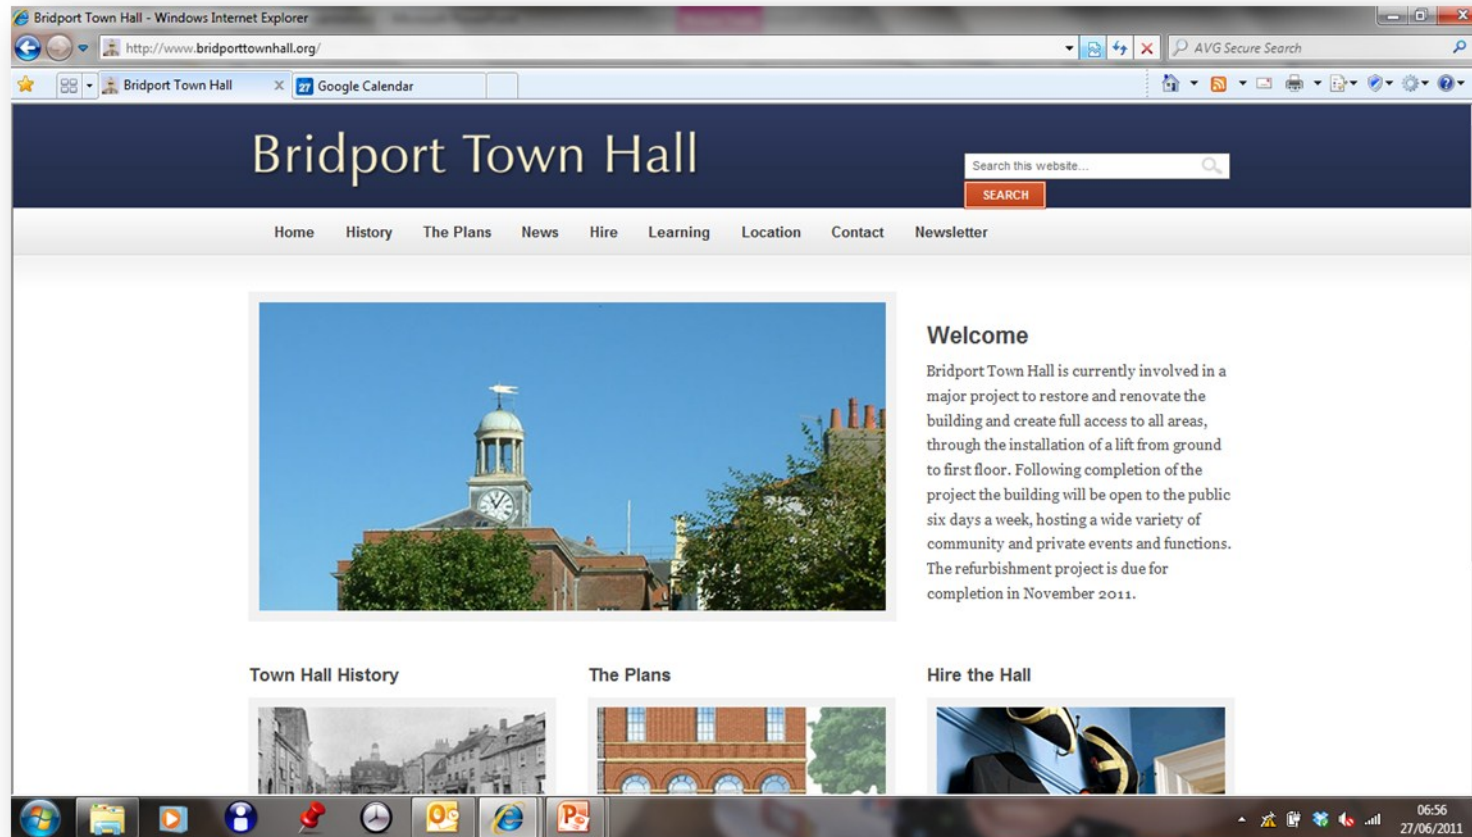 Bridport Town Hall - Windows Internet Explorer
http://www.bridporttownhall.org/
AVG Secure Search
Bridport Town Hall
27 Google Calendar
Bridport Town Hall
Search this website...
SEARCH
Home History The Plans News Hire Learning Location Contact Newsletter
Welcome
Bridport Town Hall is currently involved in a
major project to restore and renovate the
building and create full access to all areas,
through the installation of a lift from ground
to first floor. Following completion of the
project the building will be open to the public
six days a week, hosting a wide variety of
community and private events and functions.
The refurbishment project is due for
completion in November 2011.
Town Hall History
The Plans
Hire the Hall
06:56
27/06/2011